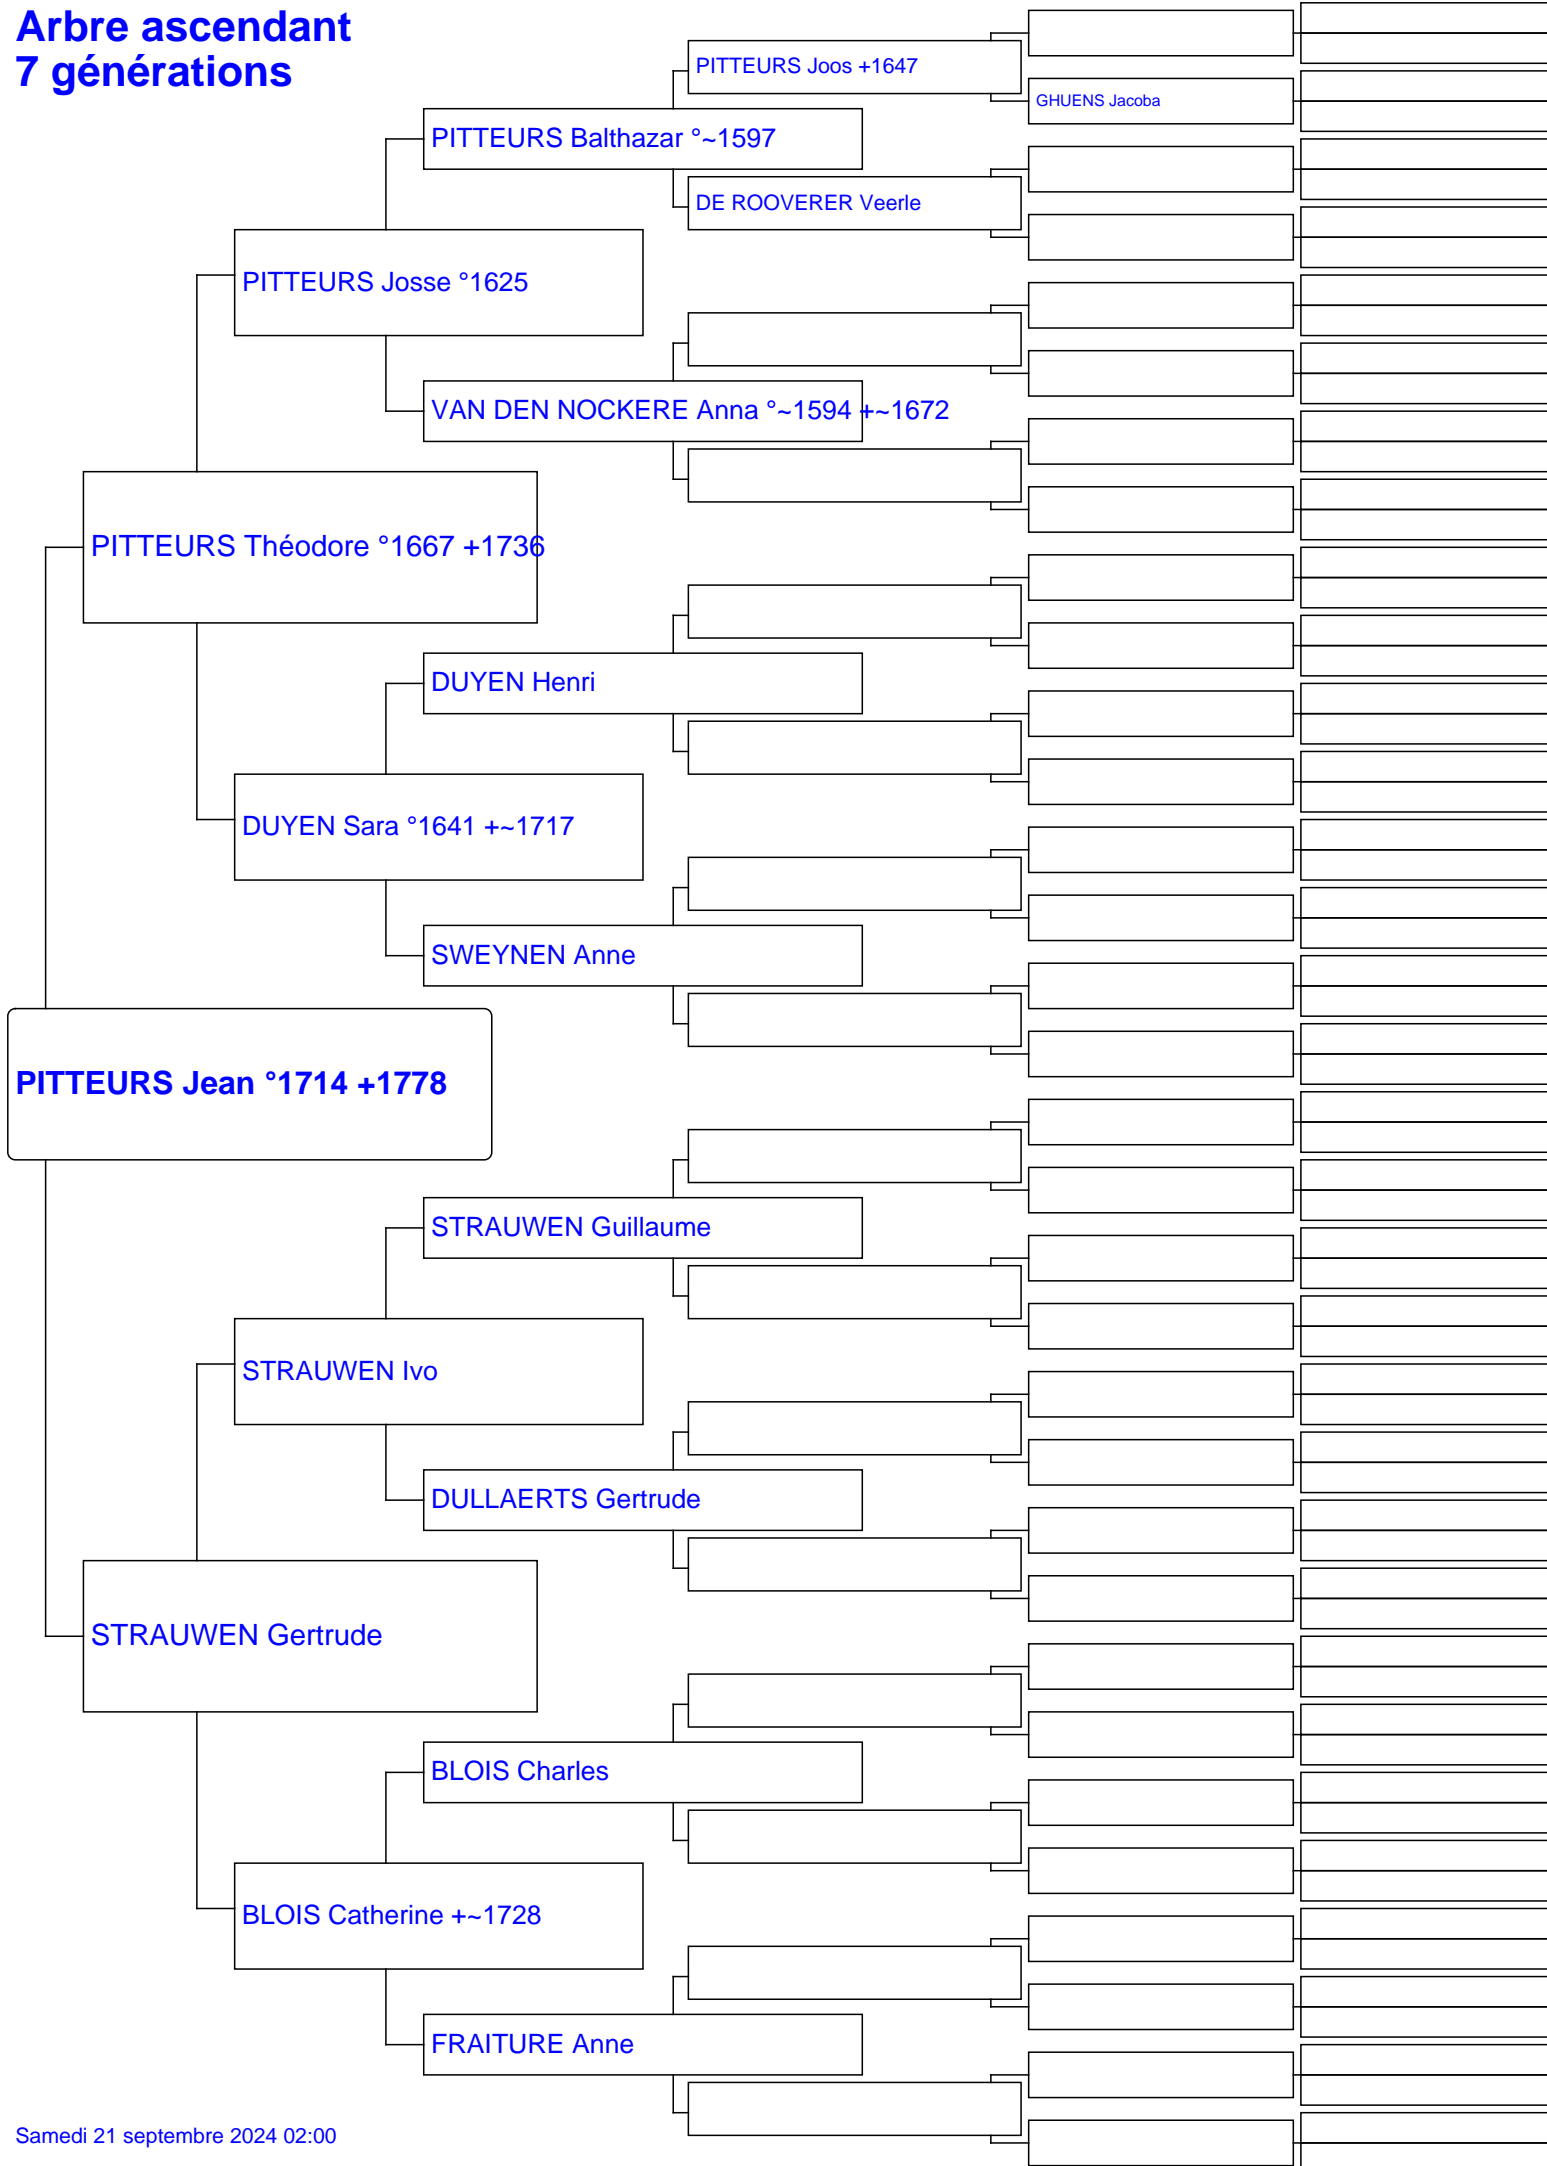 Arbre ascendant
7 générations
PITTEURS Joos +1647
GHUENS Jacoba
PITTEURS Balthazar °~1597
DE ROOVERER Veerle
PITTEURS Josse °1625
VAN DEN NOCKERE Anna °~1594 +~1672
PITTEURS Théodore °1667 +1736
DUYEN Henri
DUYEN Sara °1641 +~1717
SWEYNEN Anne
PITTEURS Jean °1714 +1778
STRAUWEN Guillaume
STRAUWEN Ivo
DULLAERTS Gertrude
STRAUWEN Gertrude
BLOIS Charles
BLOIS Catherine +~1728
FRAITURE Anne
Samedi 21 septembre 2024 02:00